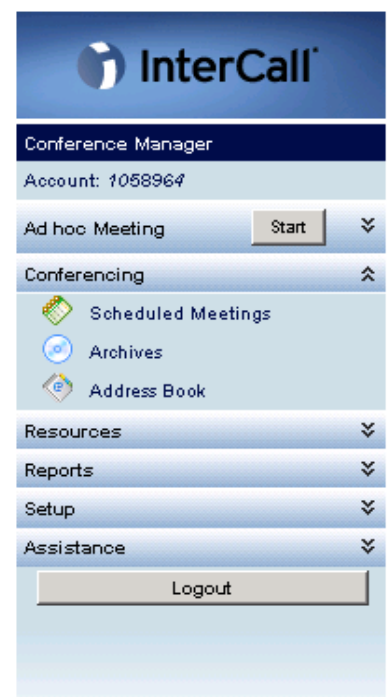 InterCall
Conference Manager
Account: 1058964
Ad hoc Meeting Start
Conferencing
Scheduled Meetings
Archives
Address Book
Resources
Reports
Setup
Assistance
Logout